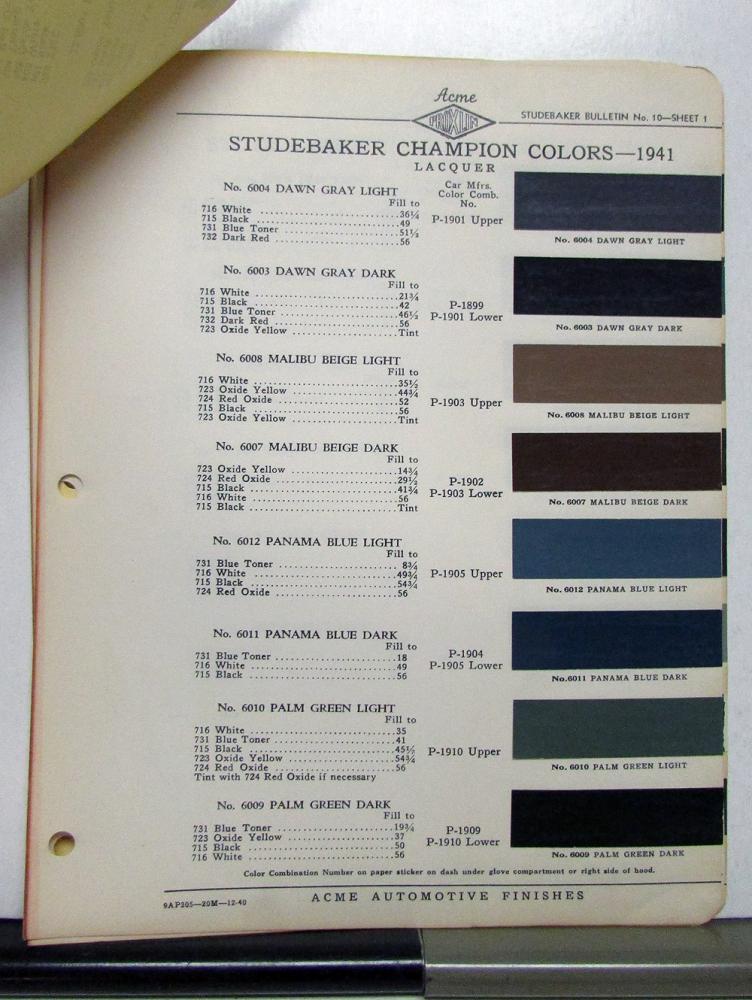 Acme
PROXLIN
STUDEBAKER BULLETIN No. 10—SHEET 1
STUDEBAKER CHAMPION COLORS—1941
LACQUER
Car Mfrs.
Color Comb.
No.
No. 6004 DAWN GRAY LIGHT
Fill to
716 White ........ 36¼
715 Black ........ 49
731 Blue Toner ........ 51½
732 Dark Red ........ 56
P-1901 Upper
No. 6004 DAWN GRAY LIGHT
No. 6003 DAWN GRAY DARK
Fill to
716 White ........ 21¾
715 Black ........ 42
731 Blue Toner ........ 46½
732 Dark Red ........ 56
723 Oxide Yellow ........ Tint
P-1899
P-1901 Lower
No. 6003 DAWN GRAY DARK
No. 6008 MALIBU BEIGE LIGHT
Fill to
716 White ........ 35½
723 Oxide Yellow ........ 44¾
724 Red Oxide ........ 52
715 Black ........ 56
723 Oxide Yellow ........ Tint
P-1903 Upper
No. 6008 MALIBU BEIGE LIGHT
No. 6007 MALIBU BEIGE DARK
Fill to
723 Oxide Yellow ........ 14¾
724 Red Oxide ........ 29½
715 Black ........ 41¾
716 White ........ 56
715 Black ........ Tint
P-1902
P-1903 Lower
No. 6007 MALIBU BEIGE DARK
No. 6012 PANAMA BLUE LIGHT
Fill to
731 Blue Toner ........ 8¾
716 White ........ 49¾
715 Black ........ 54¾
724 Red Oxide ........ 56
P-1905 Upper
No. 6012 PANAMA BLUE LIGHT
No. 6011 PANAMA BLUE DARK
Fill to
731 Blue Toner ........ 18
716 White ........ 49
715 Black ........ 56
P-1904
P-1905 Lower
No.6011 PANAMA BLUE DARK
No. 6010 PALM GREEN LIGHT
Fill to
716 White ........ 35
731 Blue Toner ........ 41
715 Black ........ 45½
723 Oxide Yellow ........ 54¾
724 Red Oxide ........ 56
Tint with 724 Red Oxide if necessary
P-1910 Upper
No. 6010 PALM GREEN LIGHT
No. 6009 PALM GREEN DARK
Fill to
731 Blue Toner ........ 19¾
723 Oxide Yellow ........ 37
715 Black ........ 50
716 White ........ 56
P-1909
P-1910 Lower
No. 6009 PALM GREEN DARK
Color Combination Number on paper sticker on dash under glove compartment or right side of hood.
9AP205—20M—12-40
ACME AUTOMOTIVE FINISHES